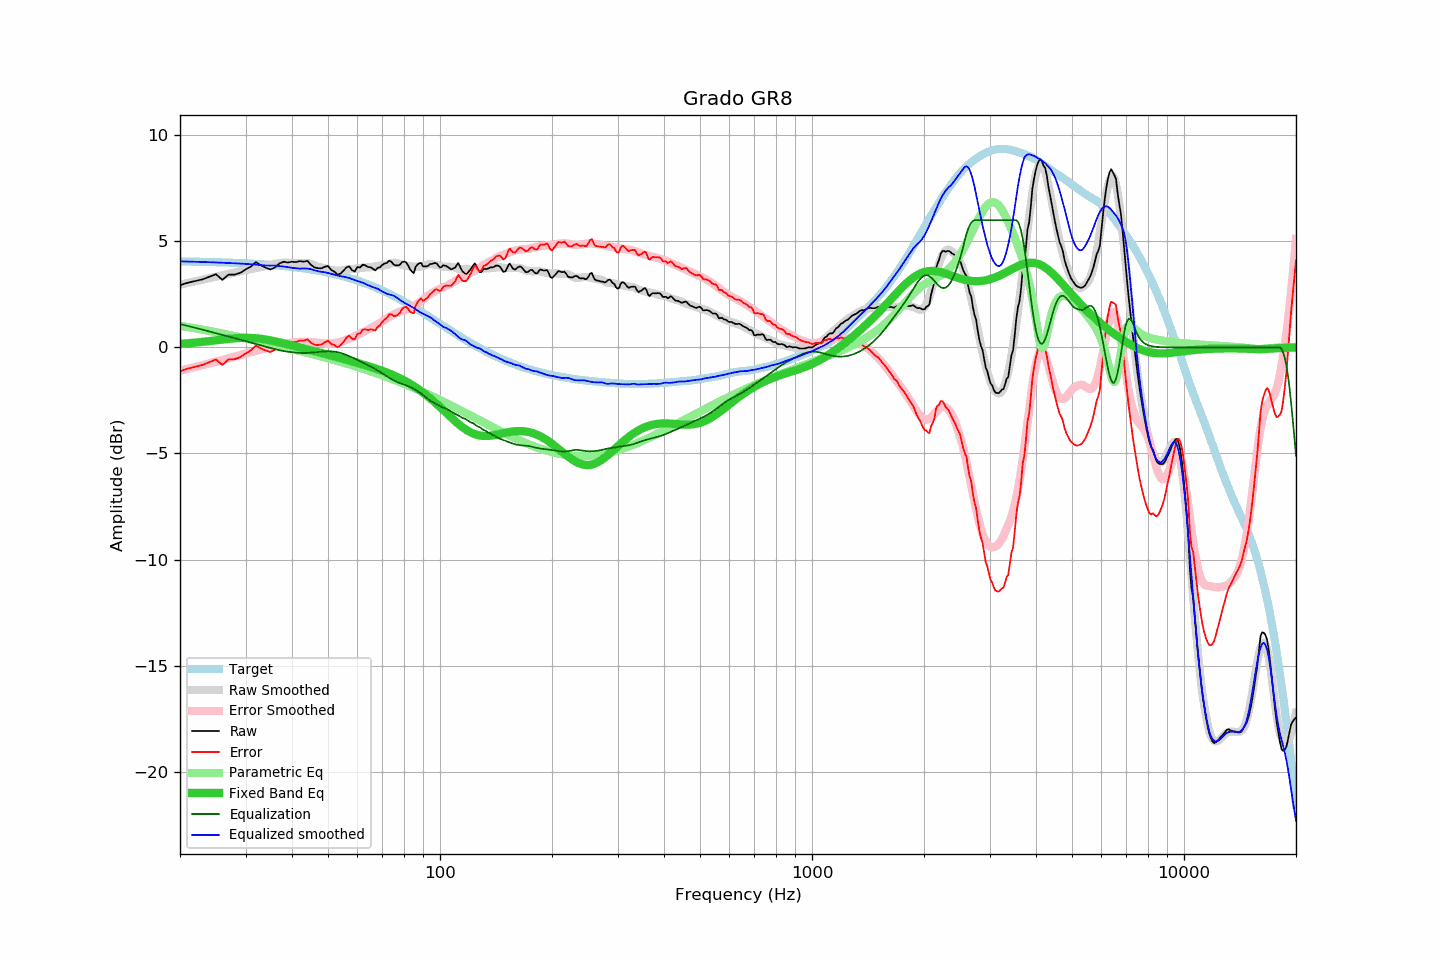 Grado GR8
10
5
0
−5
−10
−15
−20
Amplitude (dBr)
Target
Raw Smoothed
Error Smoothed
Raw
Error
Parametric Eq
Fixed Band Eq
Equalization
Equalized smoothed
100
1000
10000
Frequency (Hz)